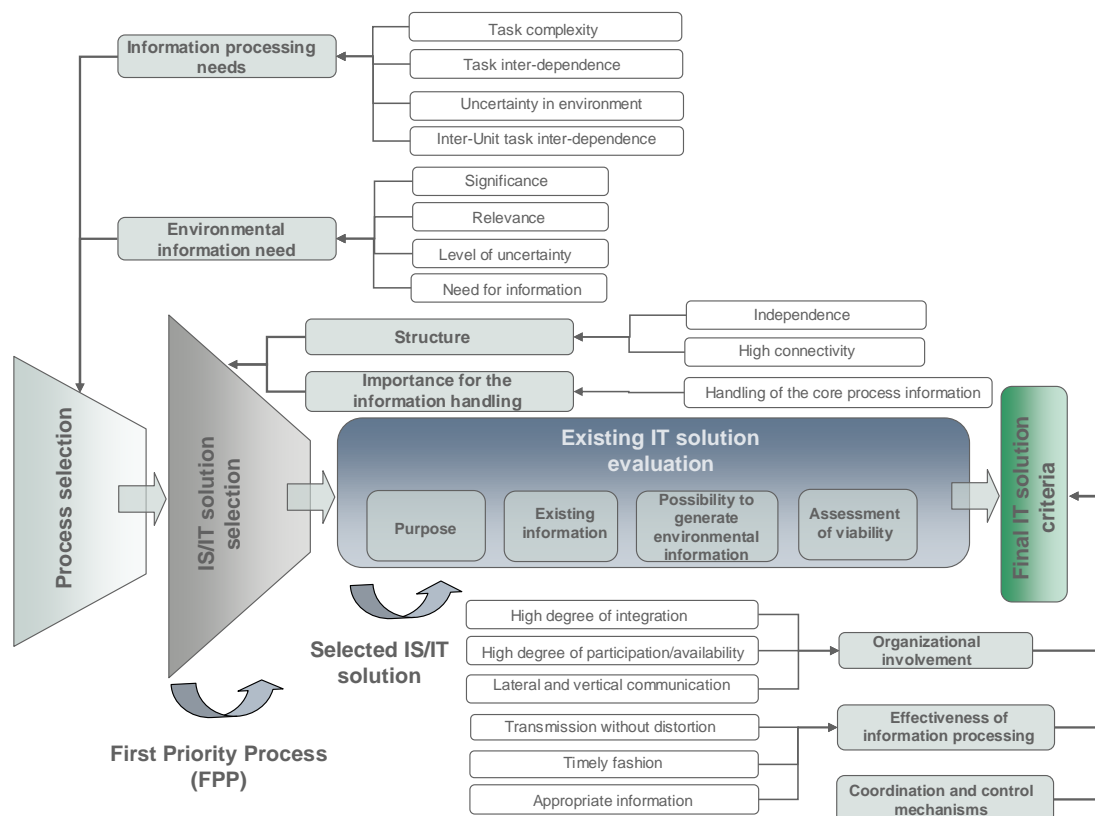 Task complexity
Information processing
needs
Task inter-dependence
Uncertainty in environment
Inter-Unit task inter-dependence
Significance
Relevance
Environmental
information need
Level of uncertainty
Need for information
Independence
Structure
High connectivity
Importance for the
information handling
Handling of the core process information
Process selection
IS/IT solution
selection
Existing IT solution
evaluation
Purpose
Existing
information
Possibility to
generate
environmental
information
Assessment
of viability
Final IT solution
criteria
Selected IS/IT
solution
First Priority Process
(FPP)
High degree of integration
High degree of participation/availability
Lateral and vertical communication
Organizational
involvement
Transmission without distortion
Timely fashion
Appropriate information
Effectiveness of
information processing
Coordination and control
mechanisms